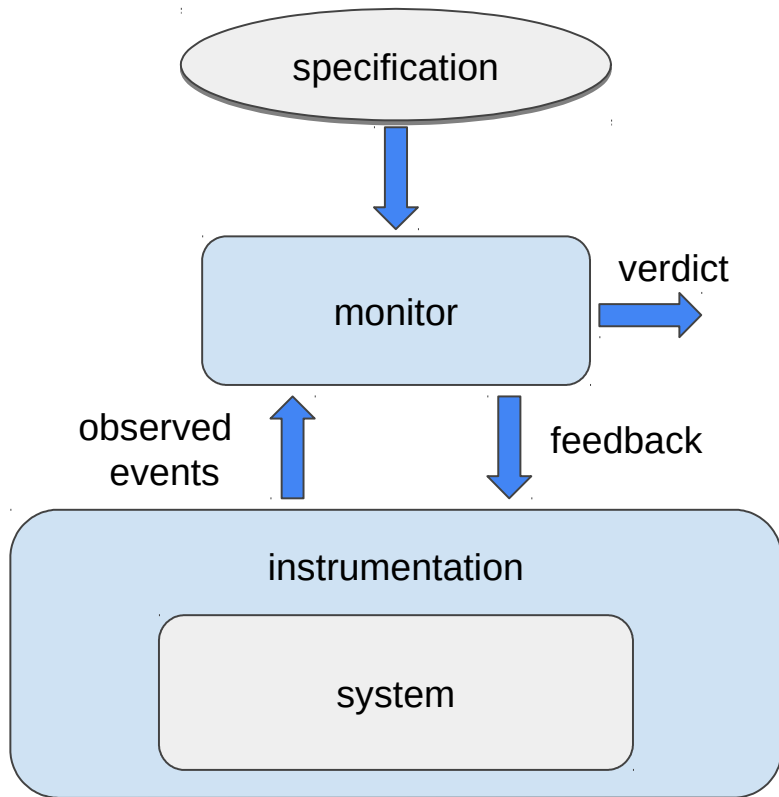 specification
verdict
monitor
observed
events
feedback
instrumentation
system